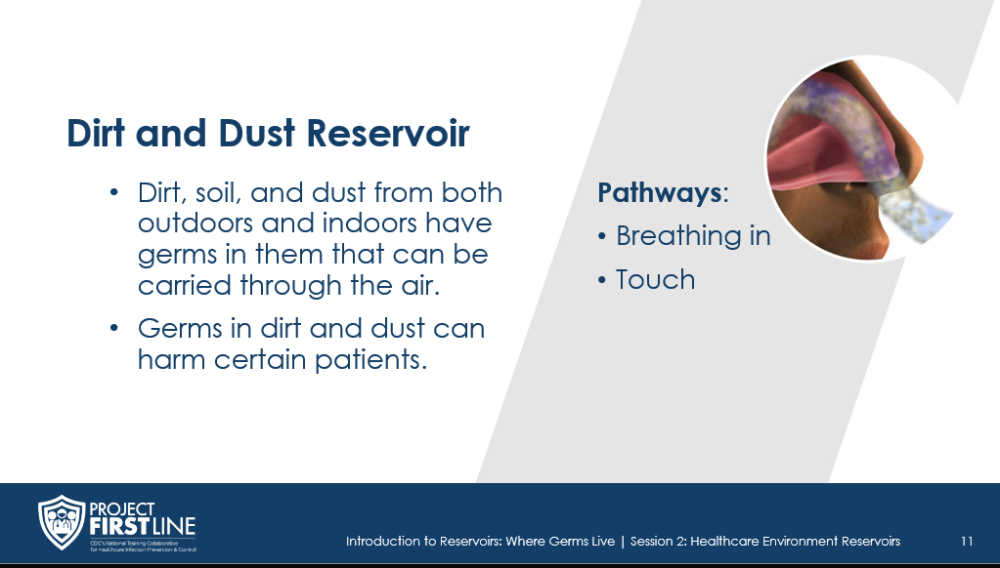 Dirt and Dust Reservoir
• Dirt, soil, and dust from both
outdoors and indoors have
germs in them that can be
carried through the air.
• Germs in dirt and dust can
harm certain patients.
Pathways:
• Breathing in
• Touch
PROJECT
FIRSTLINE
CDC's National Training Collaborative
for Healthcare Infection Prevention & Control
Introduction to Reservoirs: Where Germs Live | Session 2: Healthcare Environment Reservoirs
11